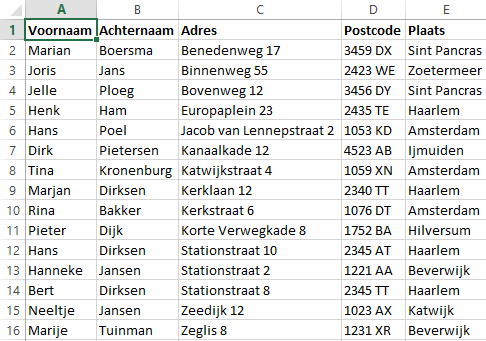 A B C D E
1 Voornaam Achternaam Adres Postcode Plaats
2 Marian Boersma Benedenweg 17 3459 DX Sint Pancras
3 Joris Jans Binnenweg 55 2423 WE Zoetermeer
4 Jelle Ploeg Bovenweg 12 3456 DY Sint Pancras
5 Henk Ham Europaplein 23 2435 TE Haarlem
6 Hans Poel Jacob van Lennepstraat 2 1053 KD Amsterdam
7 Dirk Pietersen Kanaalkade 12 4523 AB Ijmuiden
8 Tina Kronenburg Katwijkstraat 4 1059 XN Amsterdam
9 Marjan Dirksen Kerklaan 12 2340 TT Haarlem
10 Rina Bakker Kerkstraat 6 1076 DT Amsterdam
11 Pieter Dijk Korte Verwegkade 8 1752 BA Hilversum
12 Hans Dirksen Stationstraat 10 2345 AT Haarlem
13 Hanneke Jansen Stationstraat 2 1221 AA Beverwijk
14 Bert Dirksen Stationstraat 8 2345 TT Haarlem
15 Neeltje Jansen Zeedijk 12 1023 AX Katwijk
16 Marije Tuinman Zeglis 8 1231 XR Beverwijk